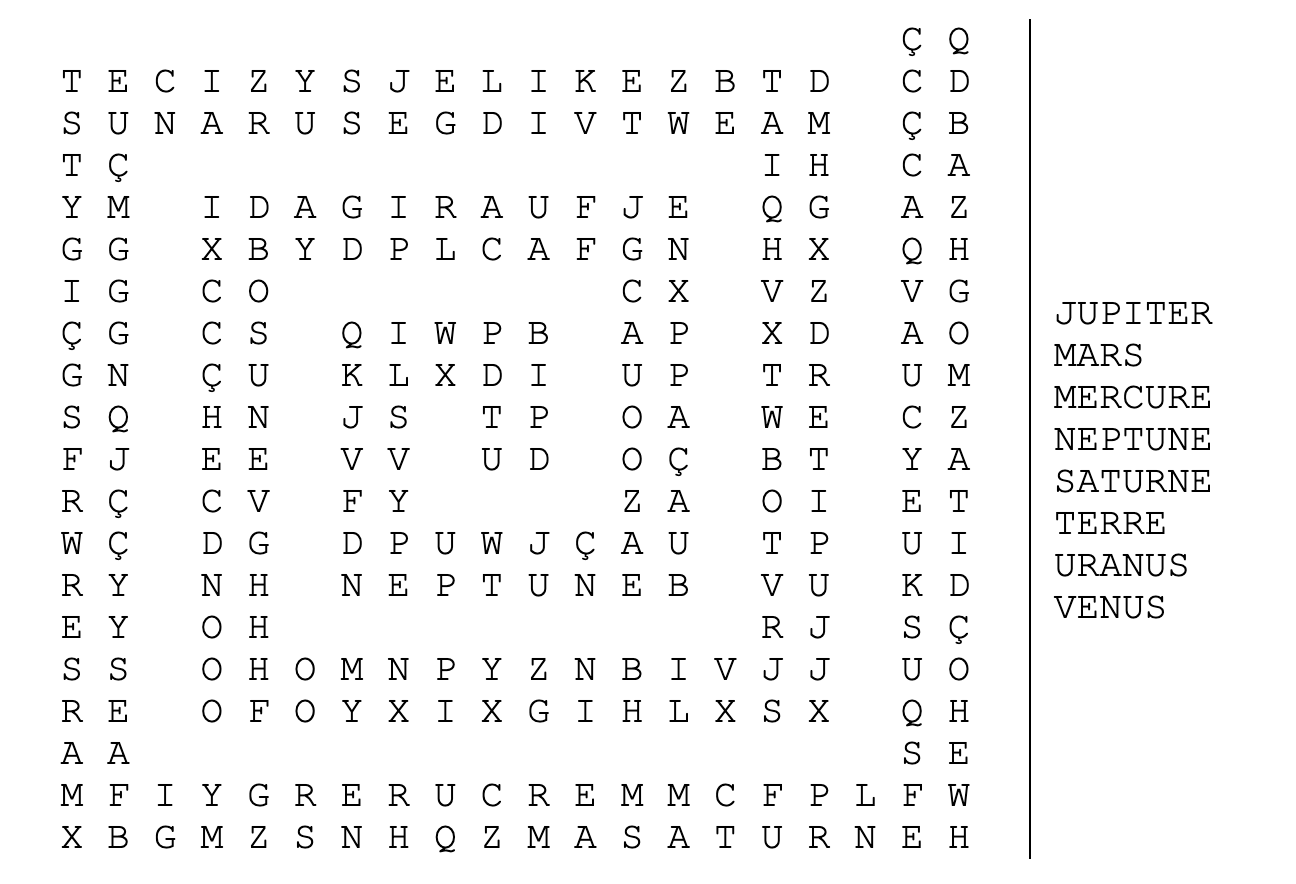 Ç Q
T E C I Z Y S J E L I K E Z B T D C D
S U N A R U S E G D I V T W E A M Ç B
T Ç I H C A
Y M I D A G I R A U F J E Q G A Z
G G X B Y D P L C A F G N H X Q H
I G C O C X V Z V G
Ç G C S Q I W P B A P X D A O
G N Ç U K L X D I U P T R U M
S Q H N J S T P O A W E C Z
F J E E V V U D O Ç B T Y A
R Ç C V F Y Z A O I E T
W Ç D G D P U W J Ç A U T P U I
R Y N H N E P T U N E B V U K D
E Y O H R J S Ç
S S O H O M N P Y Z N B I V J J U O
R E O F O Y X I X G I H L X S X Q H
A A S E
M F I Y G R E R U C R E M M C F P L F W
X B G M Z S N H Q Z M A S A T U R N E H
JUPITER
MARS
MERCURE
NEPTUNE
SATURNE
TERRE
URANUS
VENUS